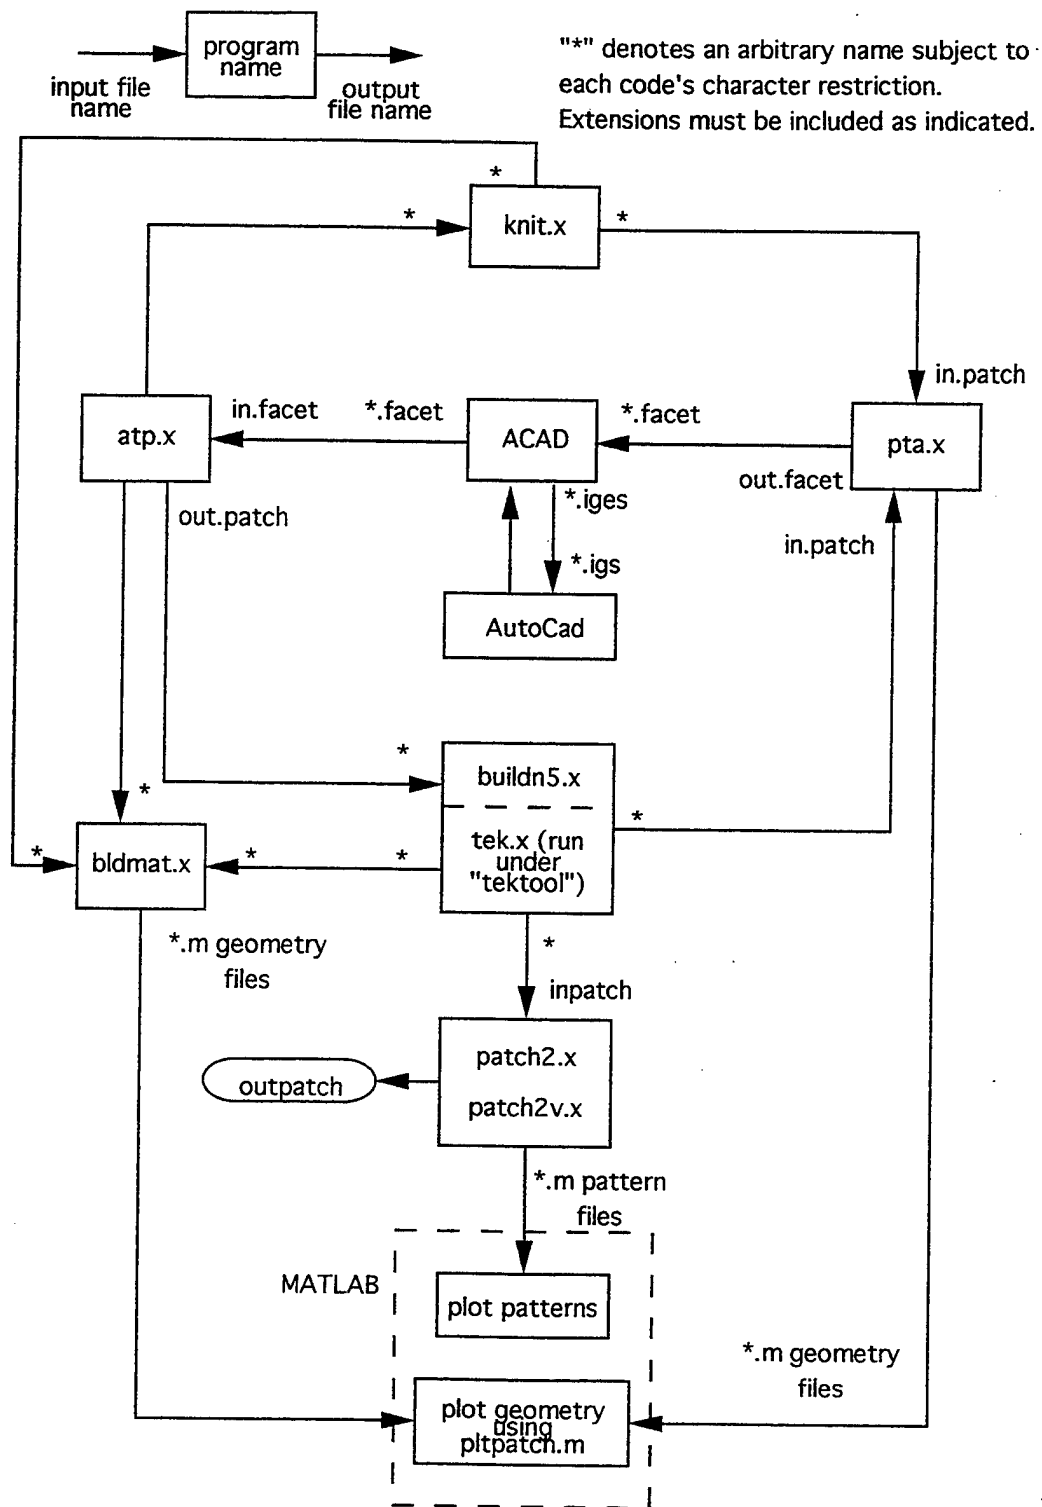 program
name
input file
name
output
file name
"*" denotes an arbitrary name subject to
each code's character restriction.
Extensions must be included as indicated.
*
*
knit.x
*
in.patch
atp.x
in.facet
*.facet
ACAD
*.facet
pta.x
out.facet
out.patch
*.iges
in.patch
*.igs
AutoCad
*
buildn5.x
*
*
tek.x (run
under
"tektool")
*
bldmat.x
*
*
*.m geometry
files
*
inpatch
patch2.x
outpatch
patch2v.x
*.m pattern
files
MATLAB
plot patterns
*.m geometry
files
plot geometry
using
pltpatch.m